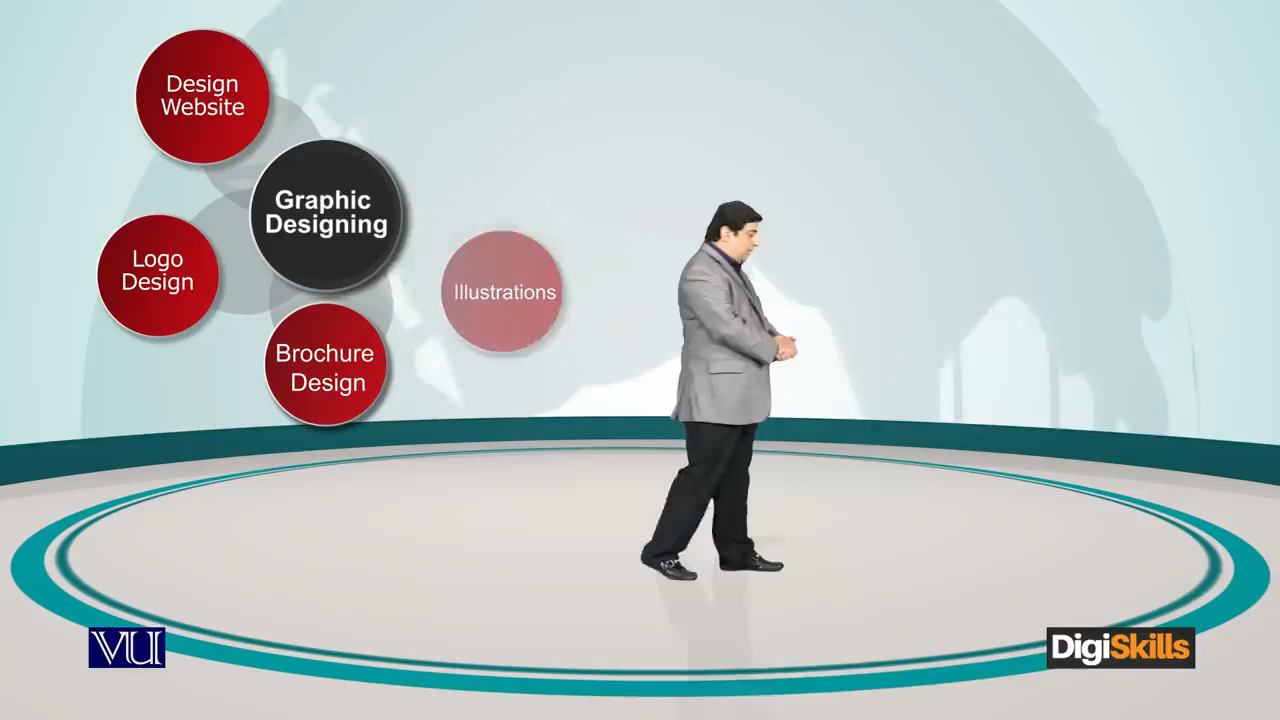 Design
Website
Graphic
Designing
Logo
Design
Illustrations
Brochure
Design
VU
DigiSkills